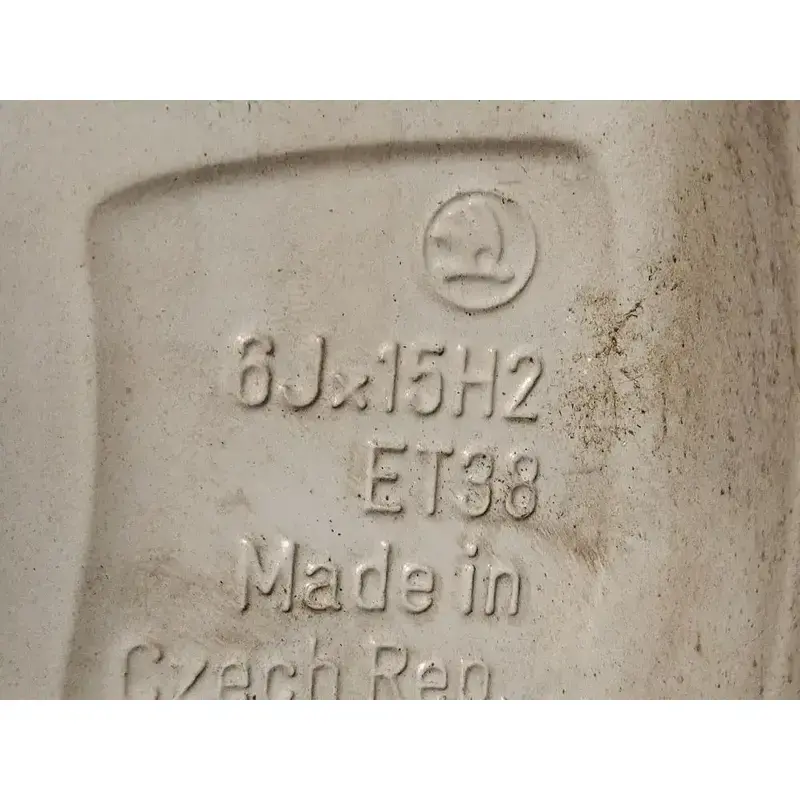 6Jx15H2
ET38
Made in
Czech Rep.